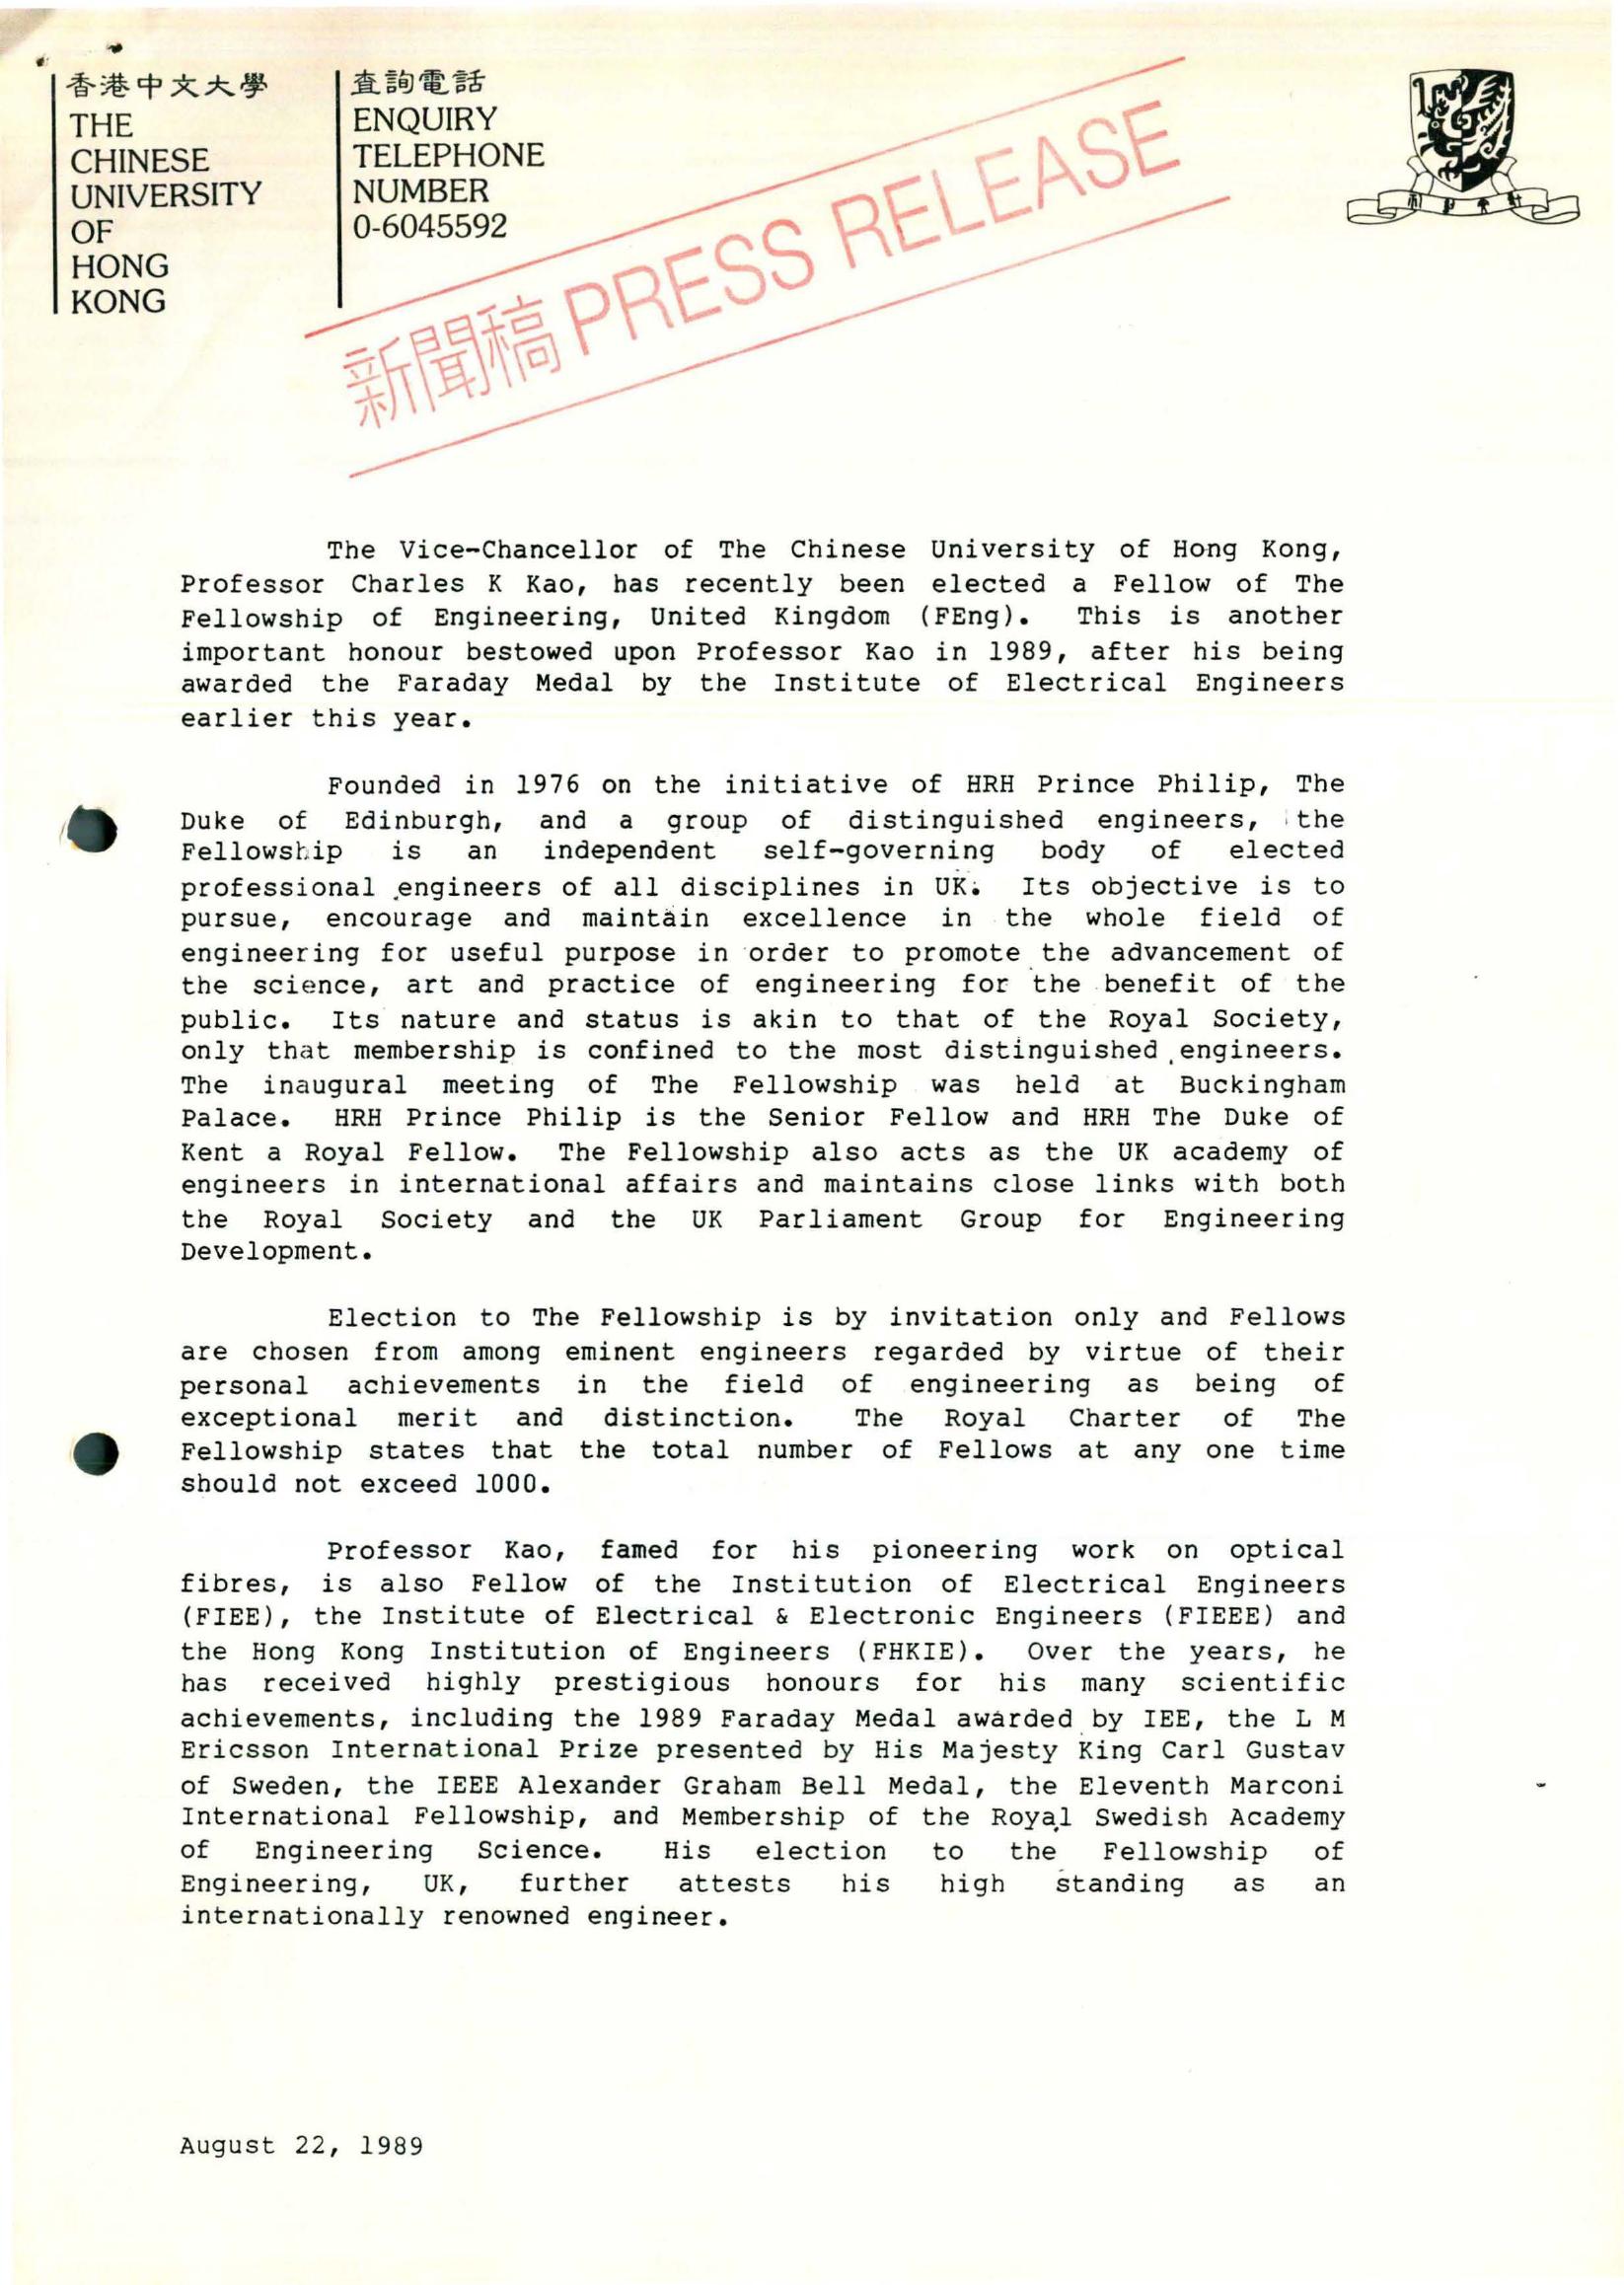 香港中文大學
THE
CHINESE
UNIVERSITY
OF
HONG
KONG
查詢電話
ENQUIRY
TELEPHONE
NUMBER
0-6045592
新聞稿 PRESS RELEASE
The Vice-Chancellor of The Chinese University of Hong Kong,
Professor Charles K Kao, has recently been elected a Fellow of The
Fellowship of Engineering, United Kingdom (FEng). This is another
important honour bestowed upon Professor Kao in 1989, after his being
awarded the Faraday Medal by the Institute of Electrical Engineers
earlier this year.
Founded in 1976 on the initiative of HRH Prince Philip, The
Duke of Edinburgh, and a group of distinguished engineers, the
Fellowship is an independent self-governing body of elected
professional engineers of all disciplines in UK. Its objective is to
pursue, encourage and maintain excellence in the whole field of
engineering for useful purpose in order to promote the advancement of
the science, art and practice of engineering for the benefit of the
public. Its nature and status is akin to that of the Royal Society,
only that membership is confined to the most distinguished engineers.
The inaugural meeting of The Fellowship was held at Buckingham
Palace. HRH Prince Philip is the Senior Fellow and HRH The Duke of
Kent a Royal Fellow. The Fellowship also acts as the UK academy of
engineers in international affairs and maintains close links with both
the Royal Society and the UK Parliament Group for Engineering
Development.
Election to The Fellowship is by invitation only and Fellows
are chosen from among eminent engineers regarded by virtue of their
personal achievements in the field of engineering as being of
exceptional merit and distinction. The Royal Charter of The
Fellowship states that the total number of Fellows at any one time
should not exceed 1000.
Professor Kao, famed for his pioneering work on optical
fibres, is also Fellow of the Institution of Electrical Engineers
(FIEE), the Institute of Electrical & Electronic Engineers (FIEEE) and
the Hong Kong Institution of Engineers (FHKIE). Over the years, he
has received highly prestigious honours for his many scientific
achievements, including the 1989 Faraday Medal awarded by IEE, the L M
Ericsson International Prize presented by His Majesty King Carl Gustav
of Sweden, the IEEE Alexander Graham Bell Medal, the Eleventh Marconi
International Fellowship, and Membership of the Royal Swedish Academy
of Engineering Science. His election to the Fellowship of
Engineering, UK, further attests his high standing as an
internationally renowned engineer.
August 22, 1989